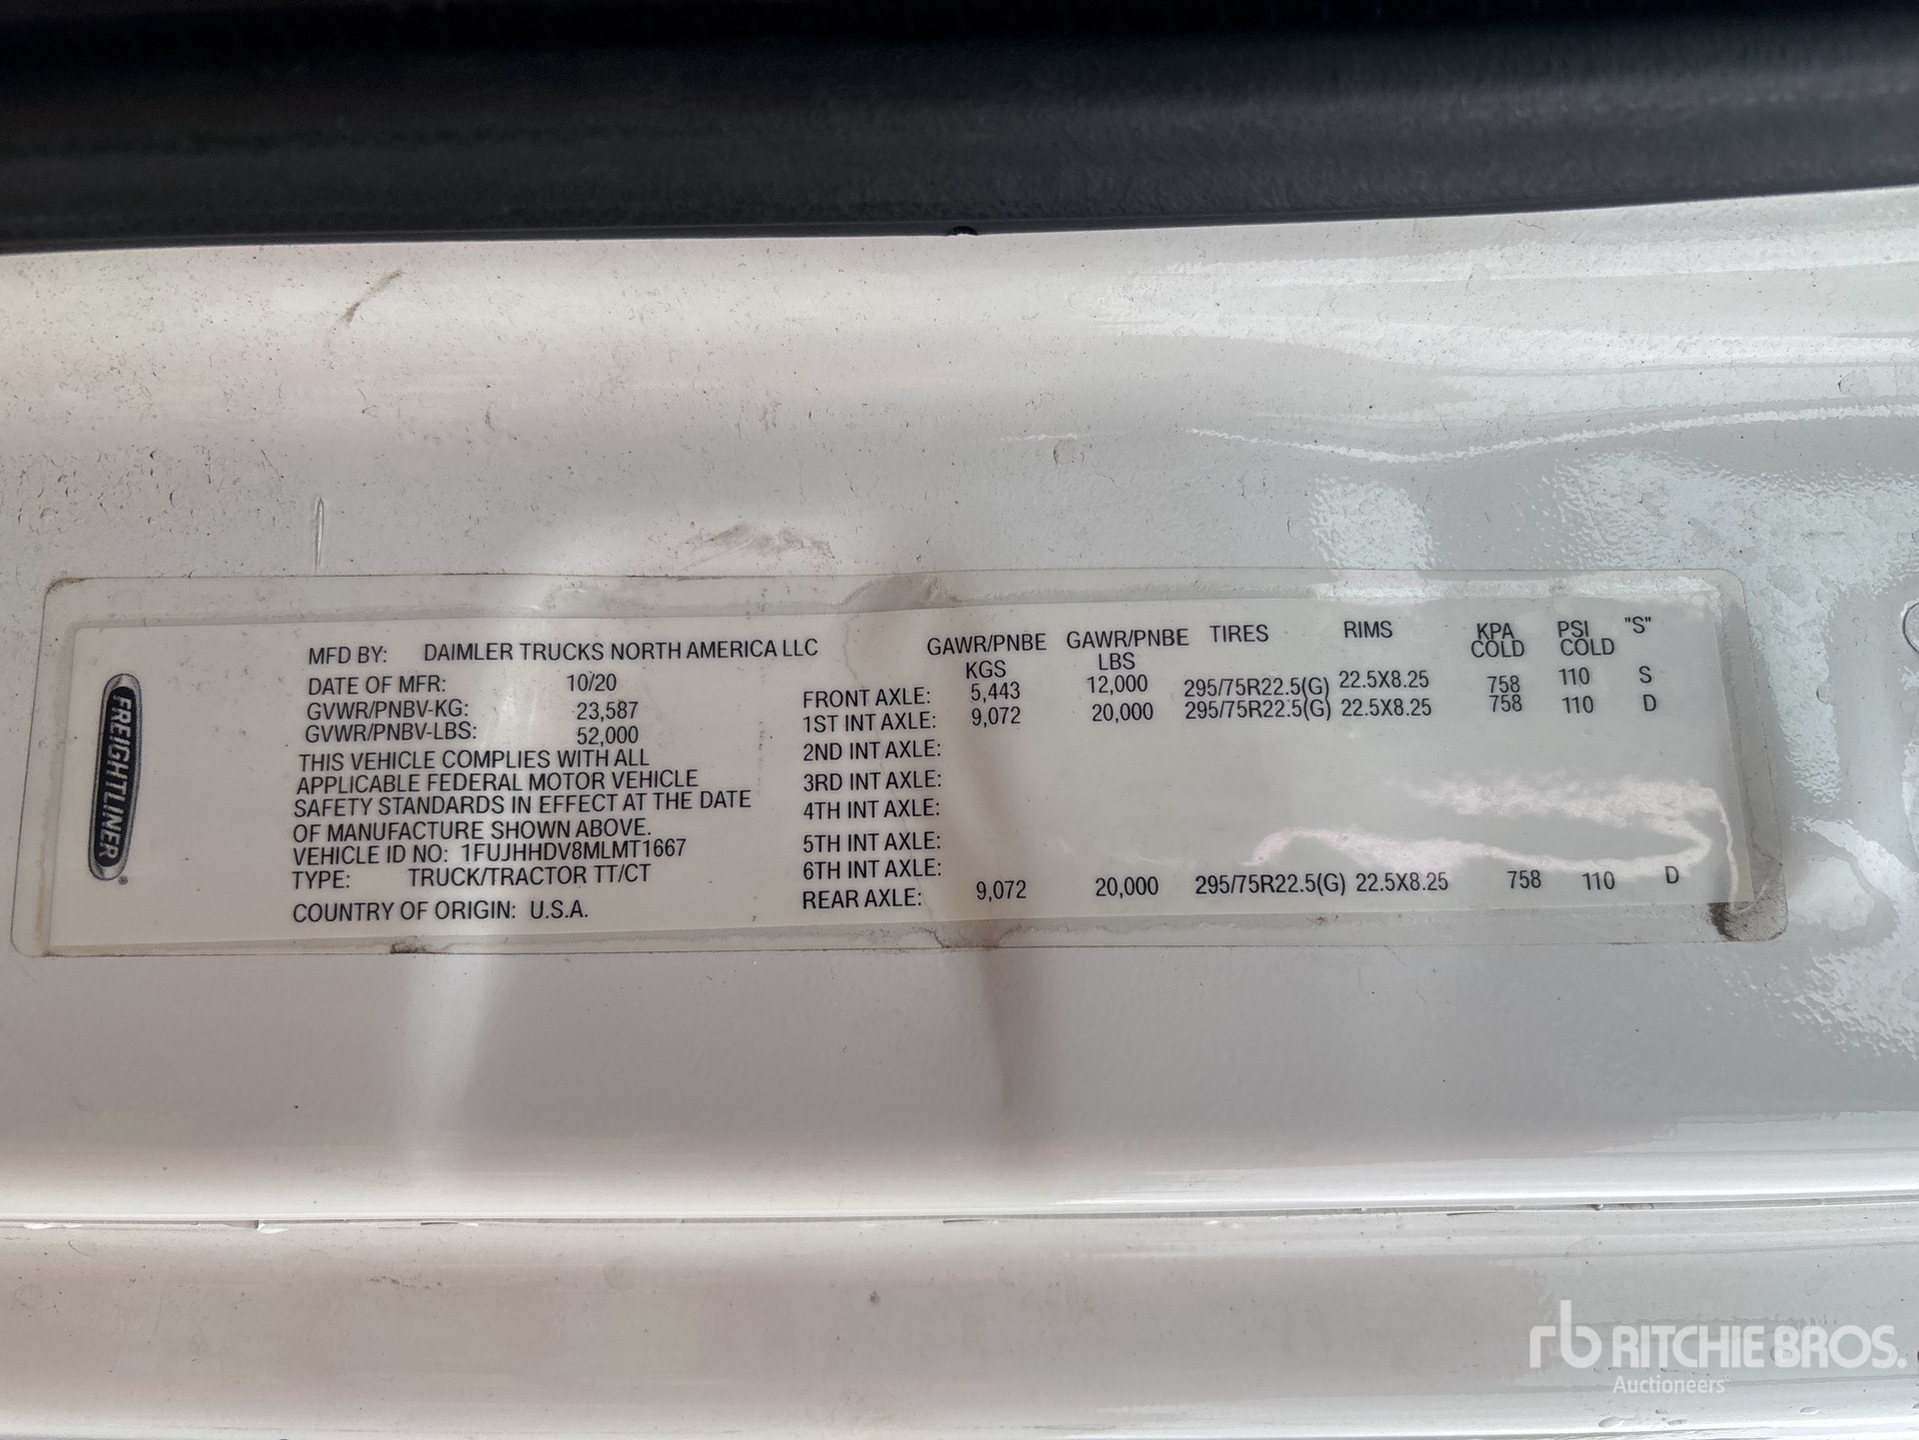 FREIGHTLINER
MFD BY: DAIMLER TRUCKS NORTH AMERICA LLC
DATE OF MFR: 10/20
GVWR/PNBV-KG: 23,587
GVWR/PNBV-LBS: 52,000
THIS VEHICLE COMPLIES WITH ALL
APPLICABLE FEDERAL MOTOR VEHICLE
SAFETY STANDARDS IN EFFECT AT THE DATE
OF MANUFACTURE SHOWN ABOVE.
VEHICLE ID NO: 1FUJHHDV8MLMT1667
TYPE: TRUCK/TRACTOR TT/CT
COUNTRY OF ORIGIN: U.S.A.
GAWR/PNBE GAWR/PNBE TIRES RIMS KPA PSI "S"
KGS LBS COLD COLD
FRONT AXLE: 5,443 12,000 295/75R22.5(G) 22.5X8.25 758 110 S
1ST INT AXLE: 9,072 20,000 295/75R22.5(G) 22.5X8.25 758 110 D
2ND INT AXLE:
3RD INT AXLE:
4TH INT AXLE:
5TH INT AXLE:
6TH INT AXLE:
REAR AXLE: 9,072 20,000 295/75R22.5(G) 22.5X8.25 758 110 D
rb RITCHIE BROS.
Auctioneers